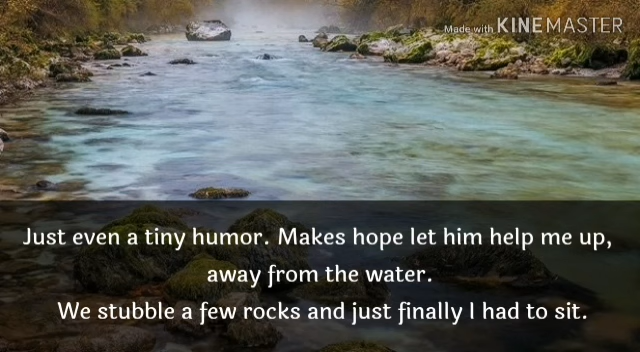 Made with KINEMASTER
Just even a tiny humor. Makes hope let him help me up,
away from the water.
We stubble a few rocks and just finally I had to sit.